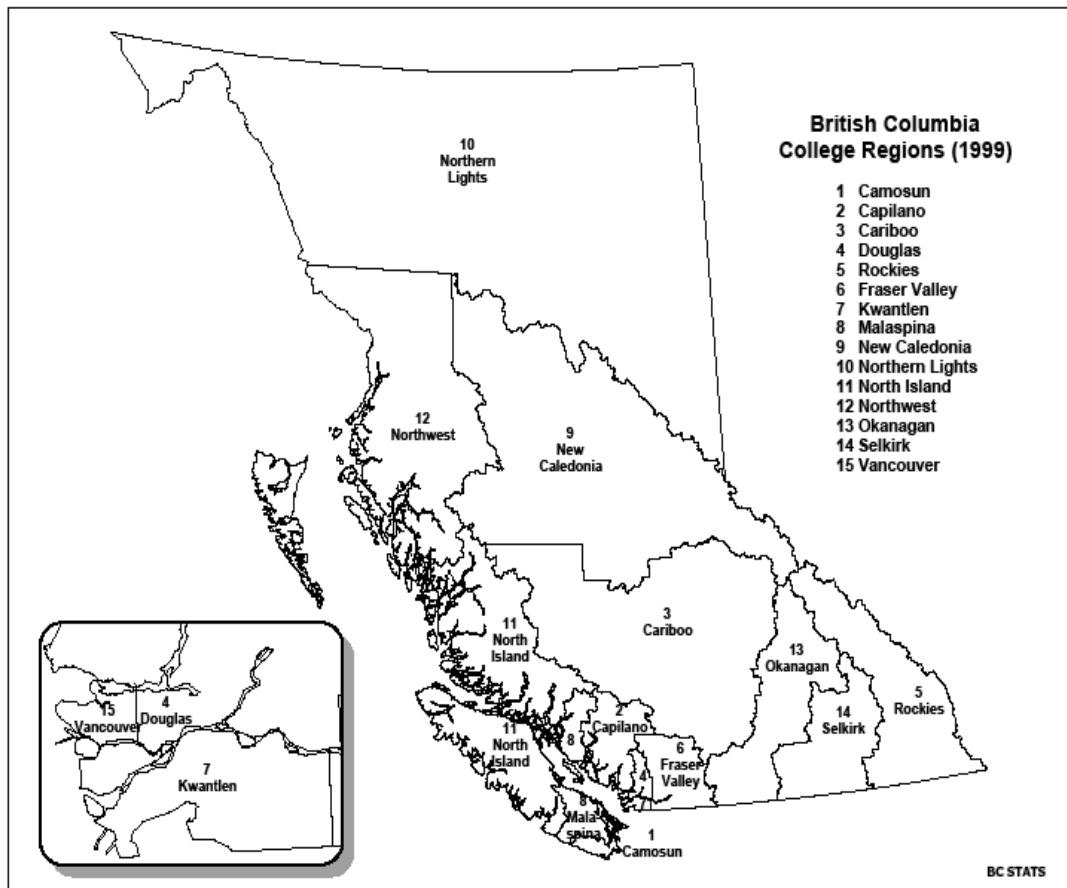 British Columbia
College Regions (1999)
1 Camosun
2 Capilano
3 Cariboo
4 Douglas
5 Rockies
6 Fraser Valley
7 Kwantlen
8 Malaspina
9 New Caledonia
10 Northern Lights
11 North Island
12 Northwest
13 Okanagan
14 Selkirk
15 Vancouver
10
Northern
Lights
12
Northwest
9
New
Caledonia
3
Cariboo
11
North
Island
13
Okanagan
5
Rockies
14
Selkirk
2
Capilano
11
North
Island
8
6
Fraser
Valley
4
7
8
Mala-
spina
1
Camosun
15
Vancouver
4
Douglas
7
Kwantlen
BC STATS